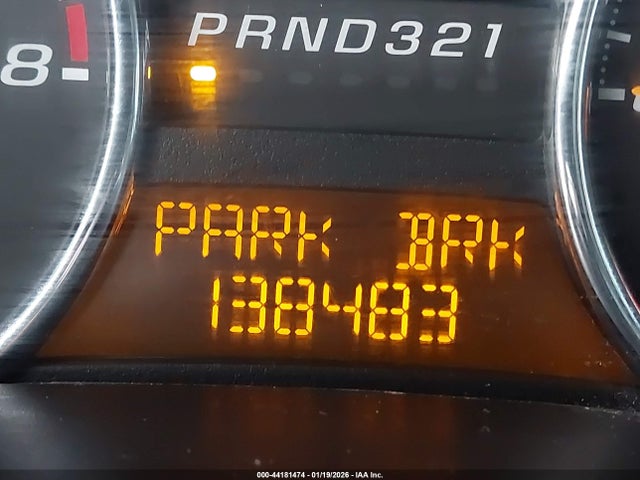 PRND321
8
PARK BRK
138483
000-44181474 - 01/19/2026 - IAA Inc.